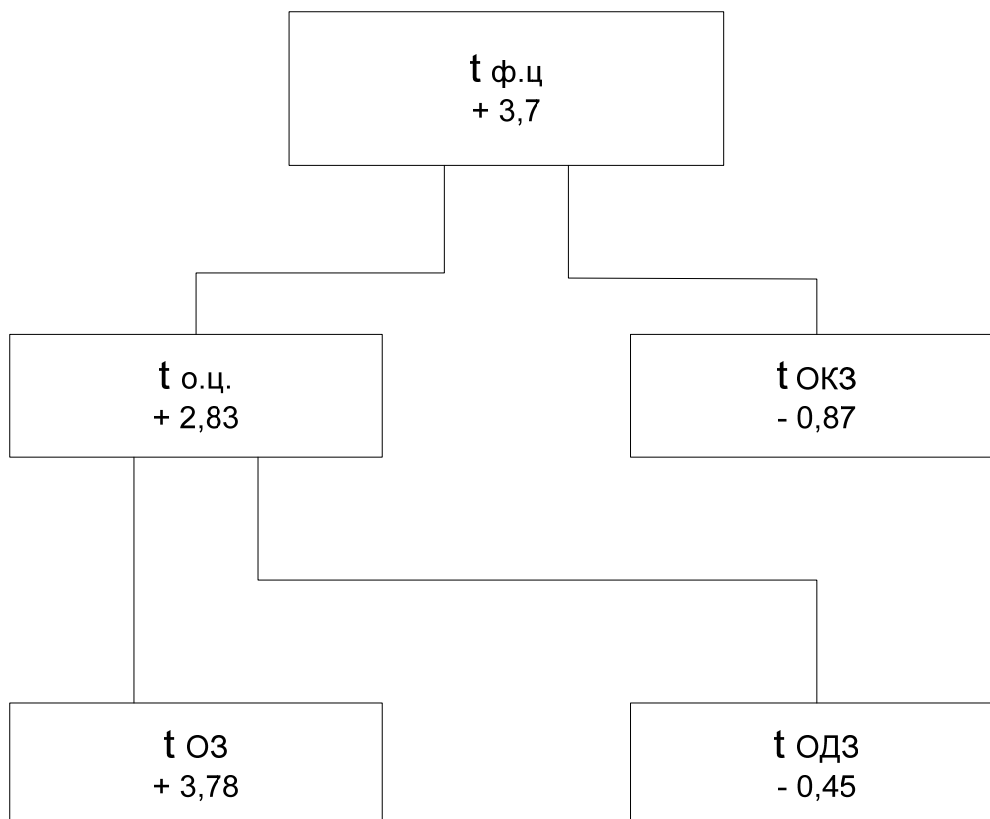 t ф.ц
+ 3,7
t о.ц.
+ 2,83
t ОКЗ
- 0,87
t ОЗ
+ 3,78
t ОДЗ
- 0,45